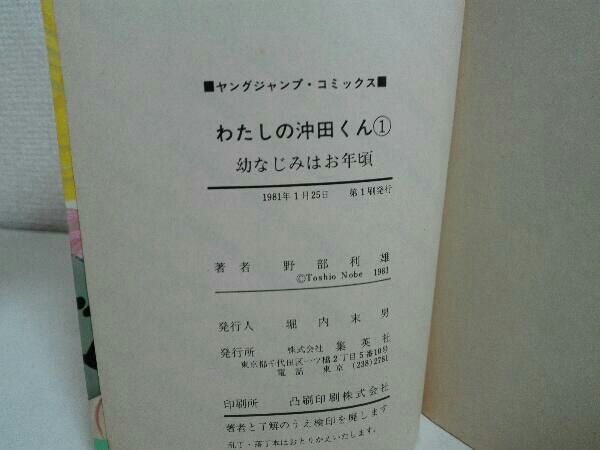 ■ヤングジャンプ・コミックス■
わたしの沖田くん①
幼なじみはお年頃
1981年1月25日 第1刷発行
著者 野部利雄
©Toshio Nobe 1981
発行人 堀内末男
発行所 株式会社 集英社
東京都千代田区一ツ橋2丁目5番10号
電話 東京 (238)2781
印刷所 凸版印刷株式会社
著者と了解のうえ検印を廃します
乱丁・落丁本はおとりかえいたします。